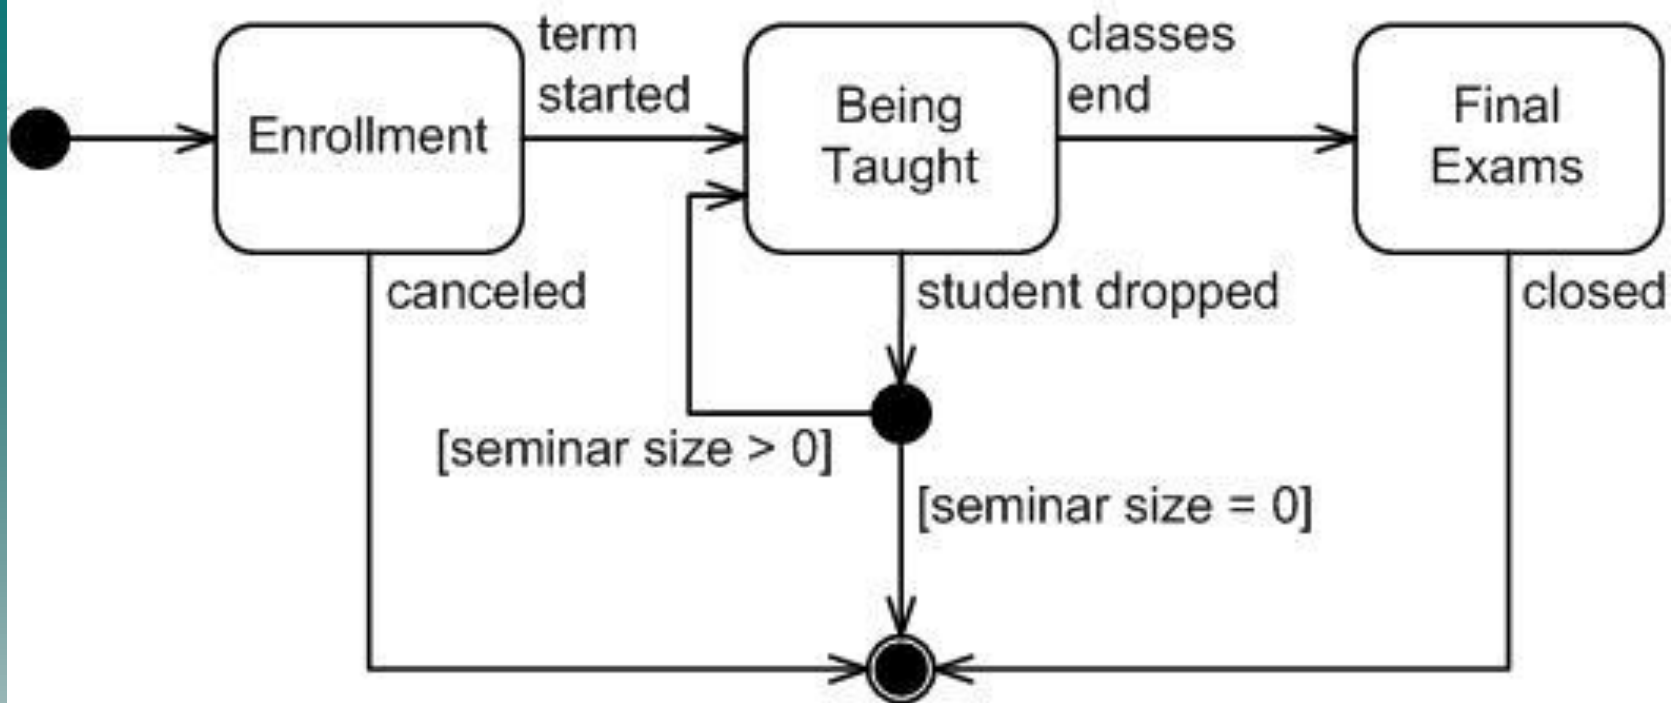 term
started
classes
end
Enrollment
Being
Taught
Final
Exams
canceled
student dropped
closed
[seminar size > 0]
[seminar size = 0]